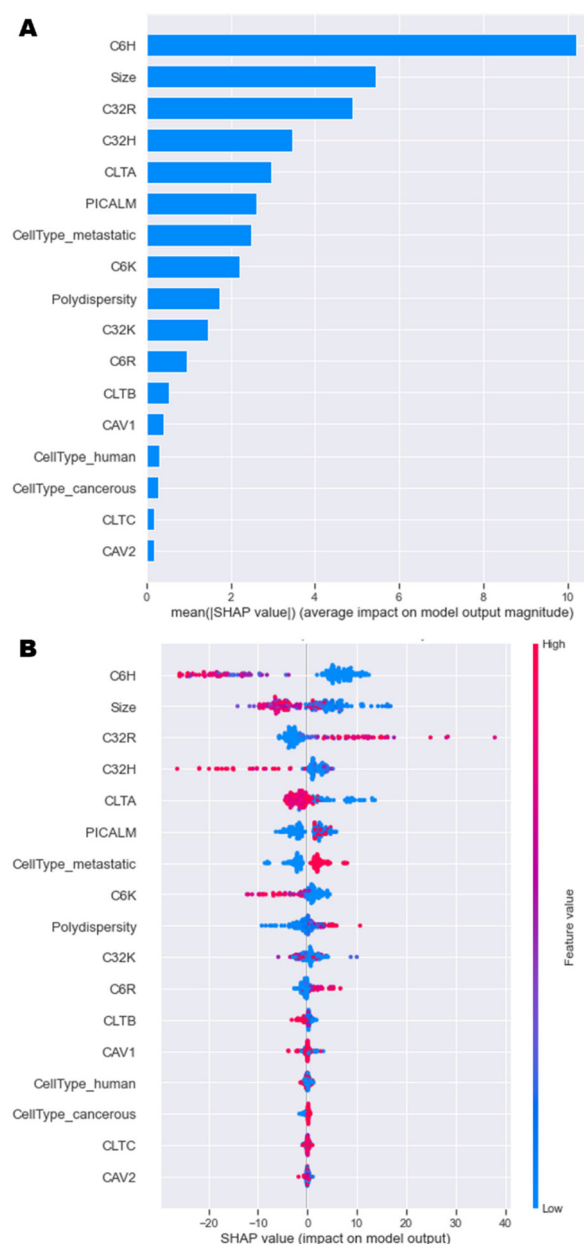 A
C6H
Size
C32R
C32H
CLTA
PICALM
CellType_metastatic
C6K
Polydispersity
C32K
C6R
CLTB
CAV1
CellType_human
CellType_cancerous
CLTC
CAV2
0 2 4 6 8 10
mean(|SHAP value|) (average impact on model output magnitude)
B
High
C6H
Size
C32R
C32H
CLTA
PICALM
CellType_metastatic
C6K
Polydispersity
C32K
C6R
CLTB
CAV1
CellType_human
CellType_cancerous
CLTC
CAV2
Feature value
Low
−20 −10 0 10 20 30 40
SHAP value (impact on model output)